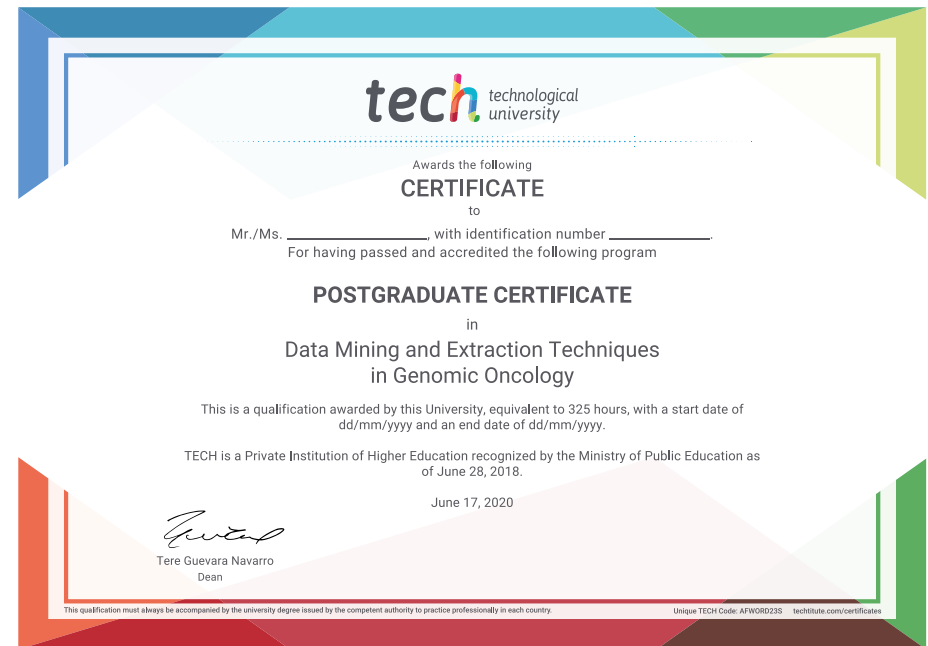 tech technological
university
Awards the following
CERTIFICATE
to
Mr./Ms. ____________, with identification number ____________.
For having passed and accredited the following program
POSTGRADUATE CERTIFICATE
in
Data Mining and Extraction Techniques
in Genomic Oncology
This is a qualification awarded by this University, equivalent to 325 hours, with a start date of
dd/mm/yyyy and an end date of dd/mm/yyyy.
TECH is a Private Institution of Higher Education recognized by the Ministry of Public Education as
of June 28, 2018.
June 17, 2020
Tere Guevara Navarro
Dean
This qualification must always be accompanied by the university degree issued by the competent authority to practice professionally in each country.
Unique TECH Code: AFWORD23S techtitute.com/certificates